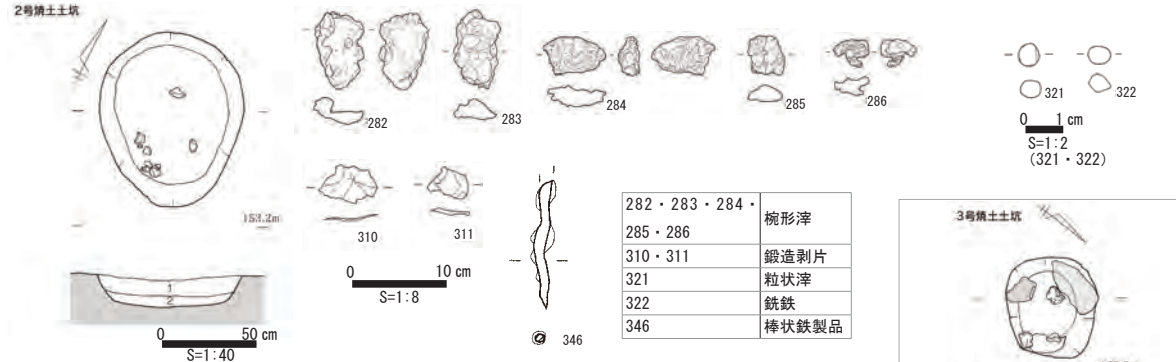 2号焼土土坑
153.2m
1
2
0 50 cm
S=1:40
282
283
284
285
286
310
311
0 10 cm
S=1:8
346
321
322
0 1 cm
S=1:2
(321・322)
282・283・284・
285・286
椀形滓
310・311 鍛造剥片
321 粒状滓
322 銑鉄
346 棒状鉄製品
3号焼土土坑